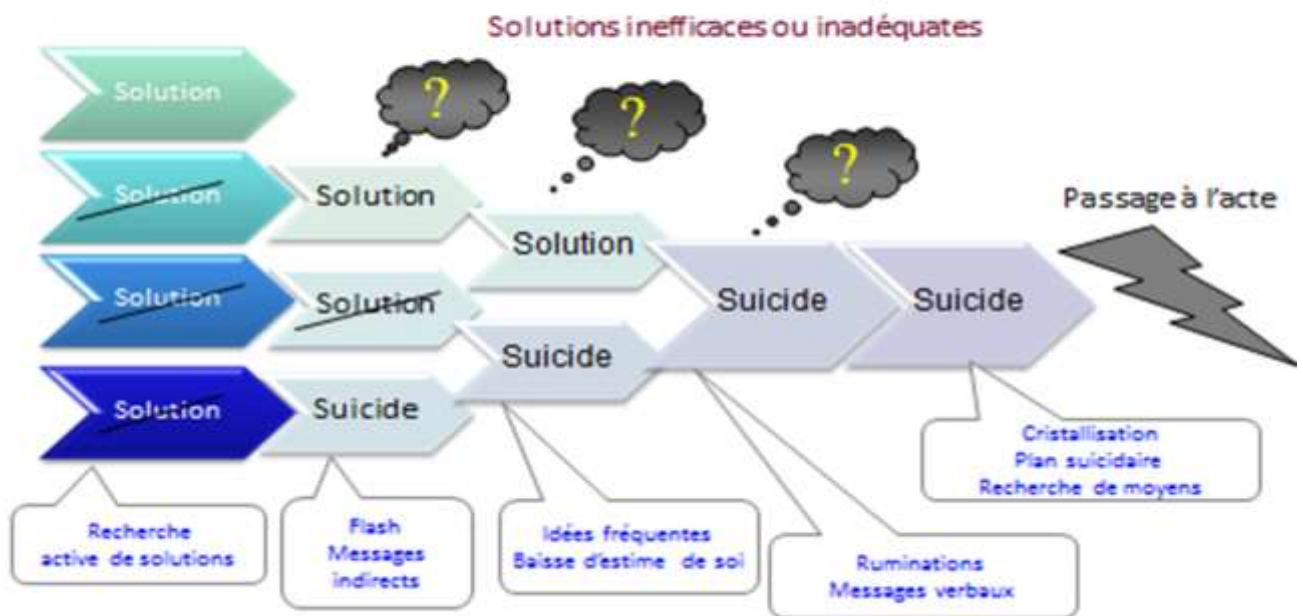 Solutions inefficaces ou inadéquates
Solution
?
?
?
Solution
Solution
Solution
Passage à l'acte
Solution
Solution
Suicide
Suicide
Suicide
Solution
Suicide
Recherche
active de solutions
Flash
Messages
indirects
Idées fréquentes
Baisse d'estime de soi
Ruminations
Messages verbaux
Cristallisation
Plan suicidaire
Recherche de moyens